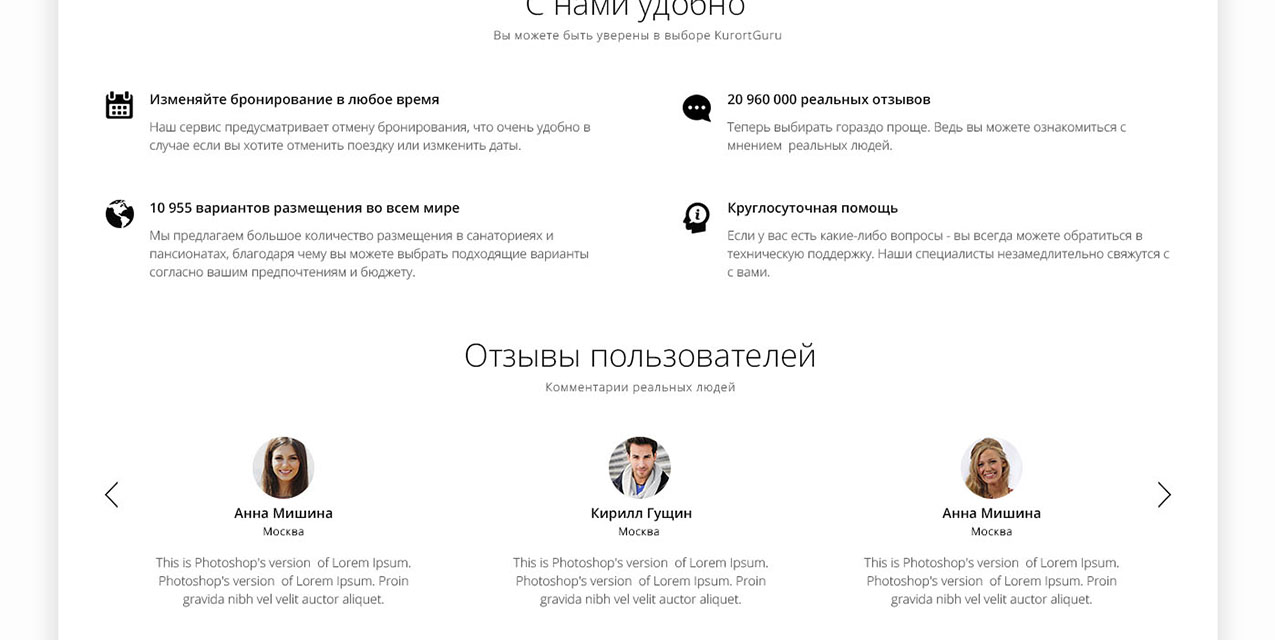 С нами удобно
Вы можете быть уверены в выборе KurortGuru
Изменяйте бронирование в любое время
Наш сервис предусматривает отмену бронирования, что очень удобно в
случае если вы хотите отменить поездку или измкенить даты.
20 960 000 реальных отзывов
Теперь выбирать гораздо проще. Ведь вы можете ознакомиться с
мнением реальных людей.
10 955 вариантов размещения во всем мире
Мы предлагаем большое количество размещения в санаториеях и
пансионатах, благодаря чему вы можете выбрать подходящие варианты
согласно вашим предпочтениям и бюджету.
Круглосуточная помощь
Если у вас есть какие-либо вопросы - вы всегда можете обратиться в
техническую поддержку. Наши специалисты незамедлительно свяжутся с
с вами.
Отзывы пользователей
Комментарии реальных людей
Анна Мишина
Москва
This is Photoshop's version of Lorem Ipsum.
Photoshop's version of Lorem Ipsum. Proin
gravida nibh vel velit auctor aliquet.
Кирилл Гущин
Москва
This is Photoshop's version of Lorem Ipsum.
Photoshop's version of Lorem Ipsum. Proin
gravida nibh vel velit auctor aliquet.
Анна Мишина
Москва
This is Photoshop's version of Lorem Ipsum.
Photoshop's version of Lorem Ipsum. Proin
gravida nibh vel velit auctor aliquet.